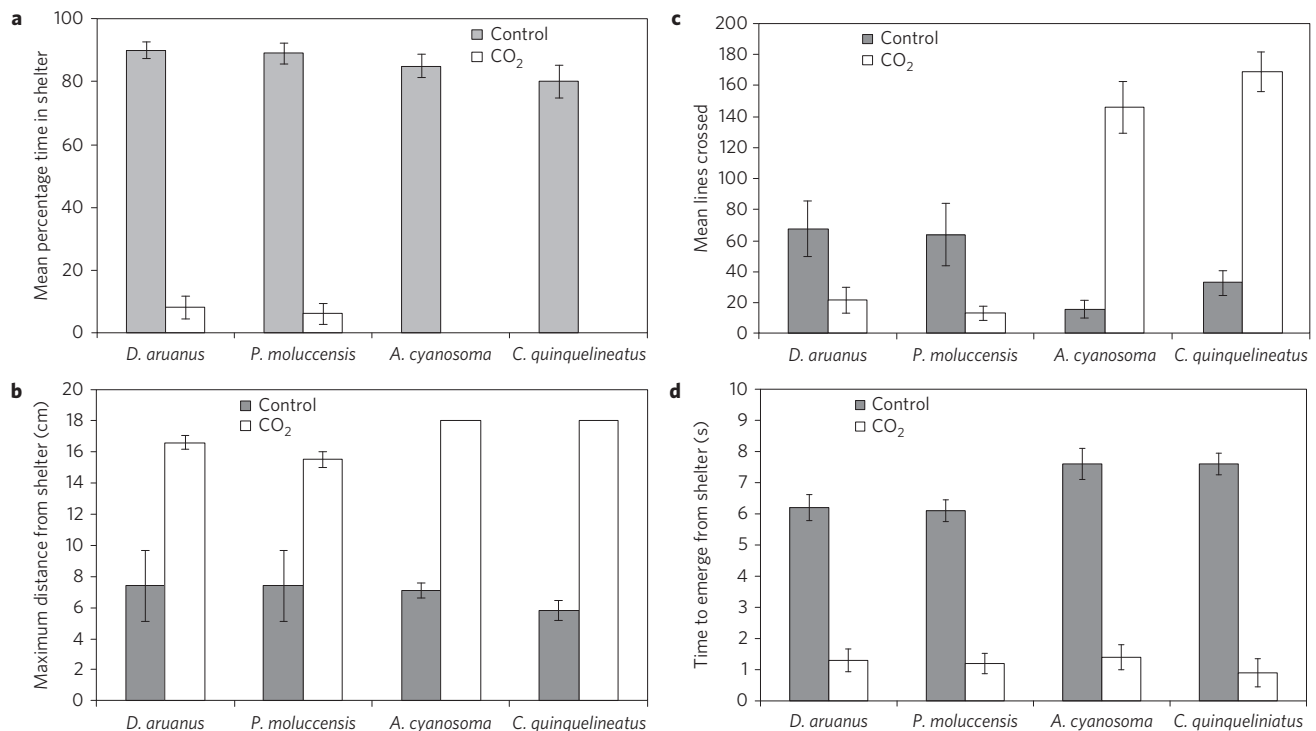 a
Mean percentage time in shelter
100
80
60
40
20
0
Control
CO₂
D. aruanus P. moluccensis A. cyanosoma C. quinquelineatus
b
Maximum distance from shelter (cm)
20
18
16
14
12
10
8
6
4
2
0
Control
CO₂
D. aruanus P. moluccensis A. cyanosoma C. quinquelineatus
c
Mean lines crossed
200
180
160
140
120
100
80
60
40
20
0
Control
CO₂
D. aruanus P. moluccensis A. cyanosoma C. quinquelineatus
d
Time to emerge from shelter (s)
10
9
8
7
6
5
4
3
2
1
0
Control
CO₂
D. aruanus P. moluccensis A. cyanosoma C. quinqueliniatus